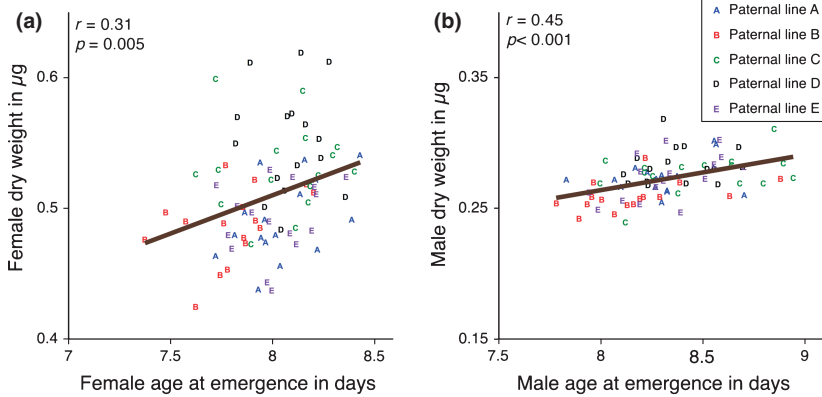 (a)
r = 0.31
p = 0.005
Female dry weight in µg
0.6
0.5
0.4
7
7.5
8
8.5
Female age at emergence in days
(b)
r = 0.45
p< 0.001
A Paternal line A
B Paternal line B
C Paternal line C
D Paternal line D
E Paternal line E
Male dry weight in µg
0.35
0.25
0.15
7.5
8
8.5
9
Male age at emergence in days